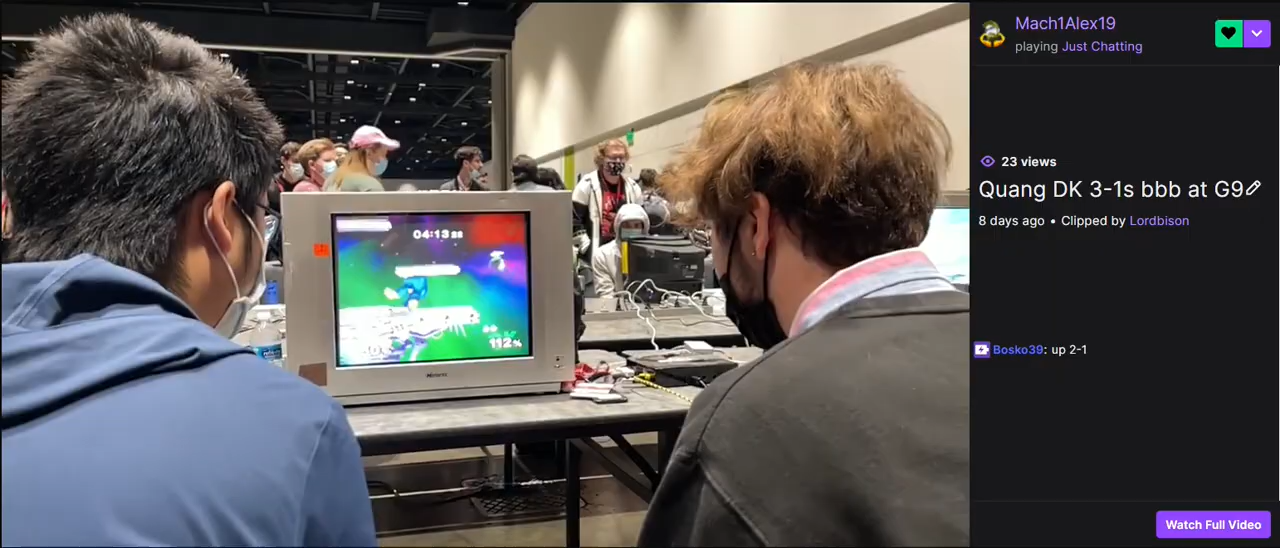 Mach1Alex19
playing Just Chatting
23 views
Quang DK 3-1s bbb at G9
8 days ago • Clipped by Lordbison
Bosko39: up 2-1
Watch Full Video
04:13
112%